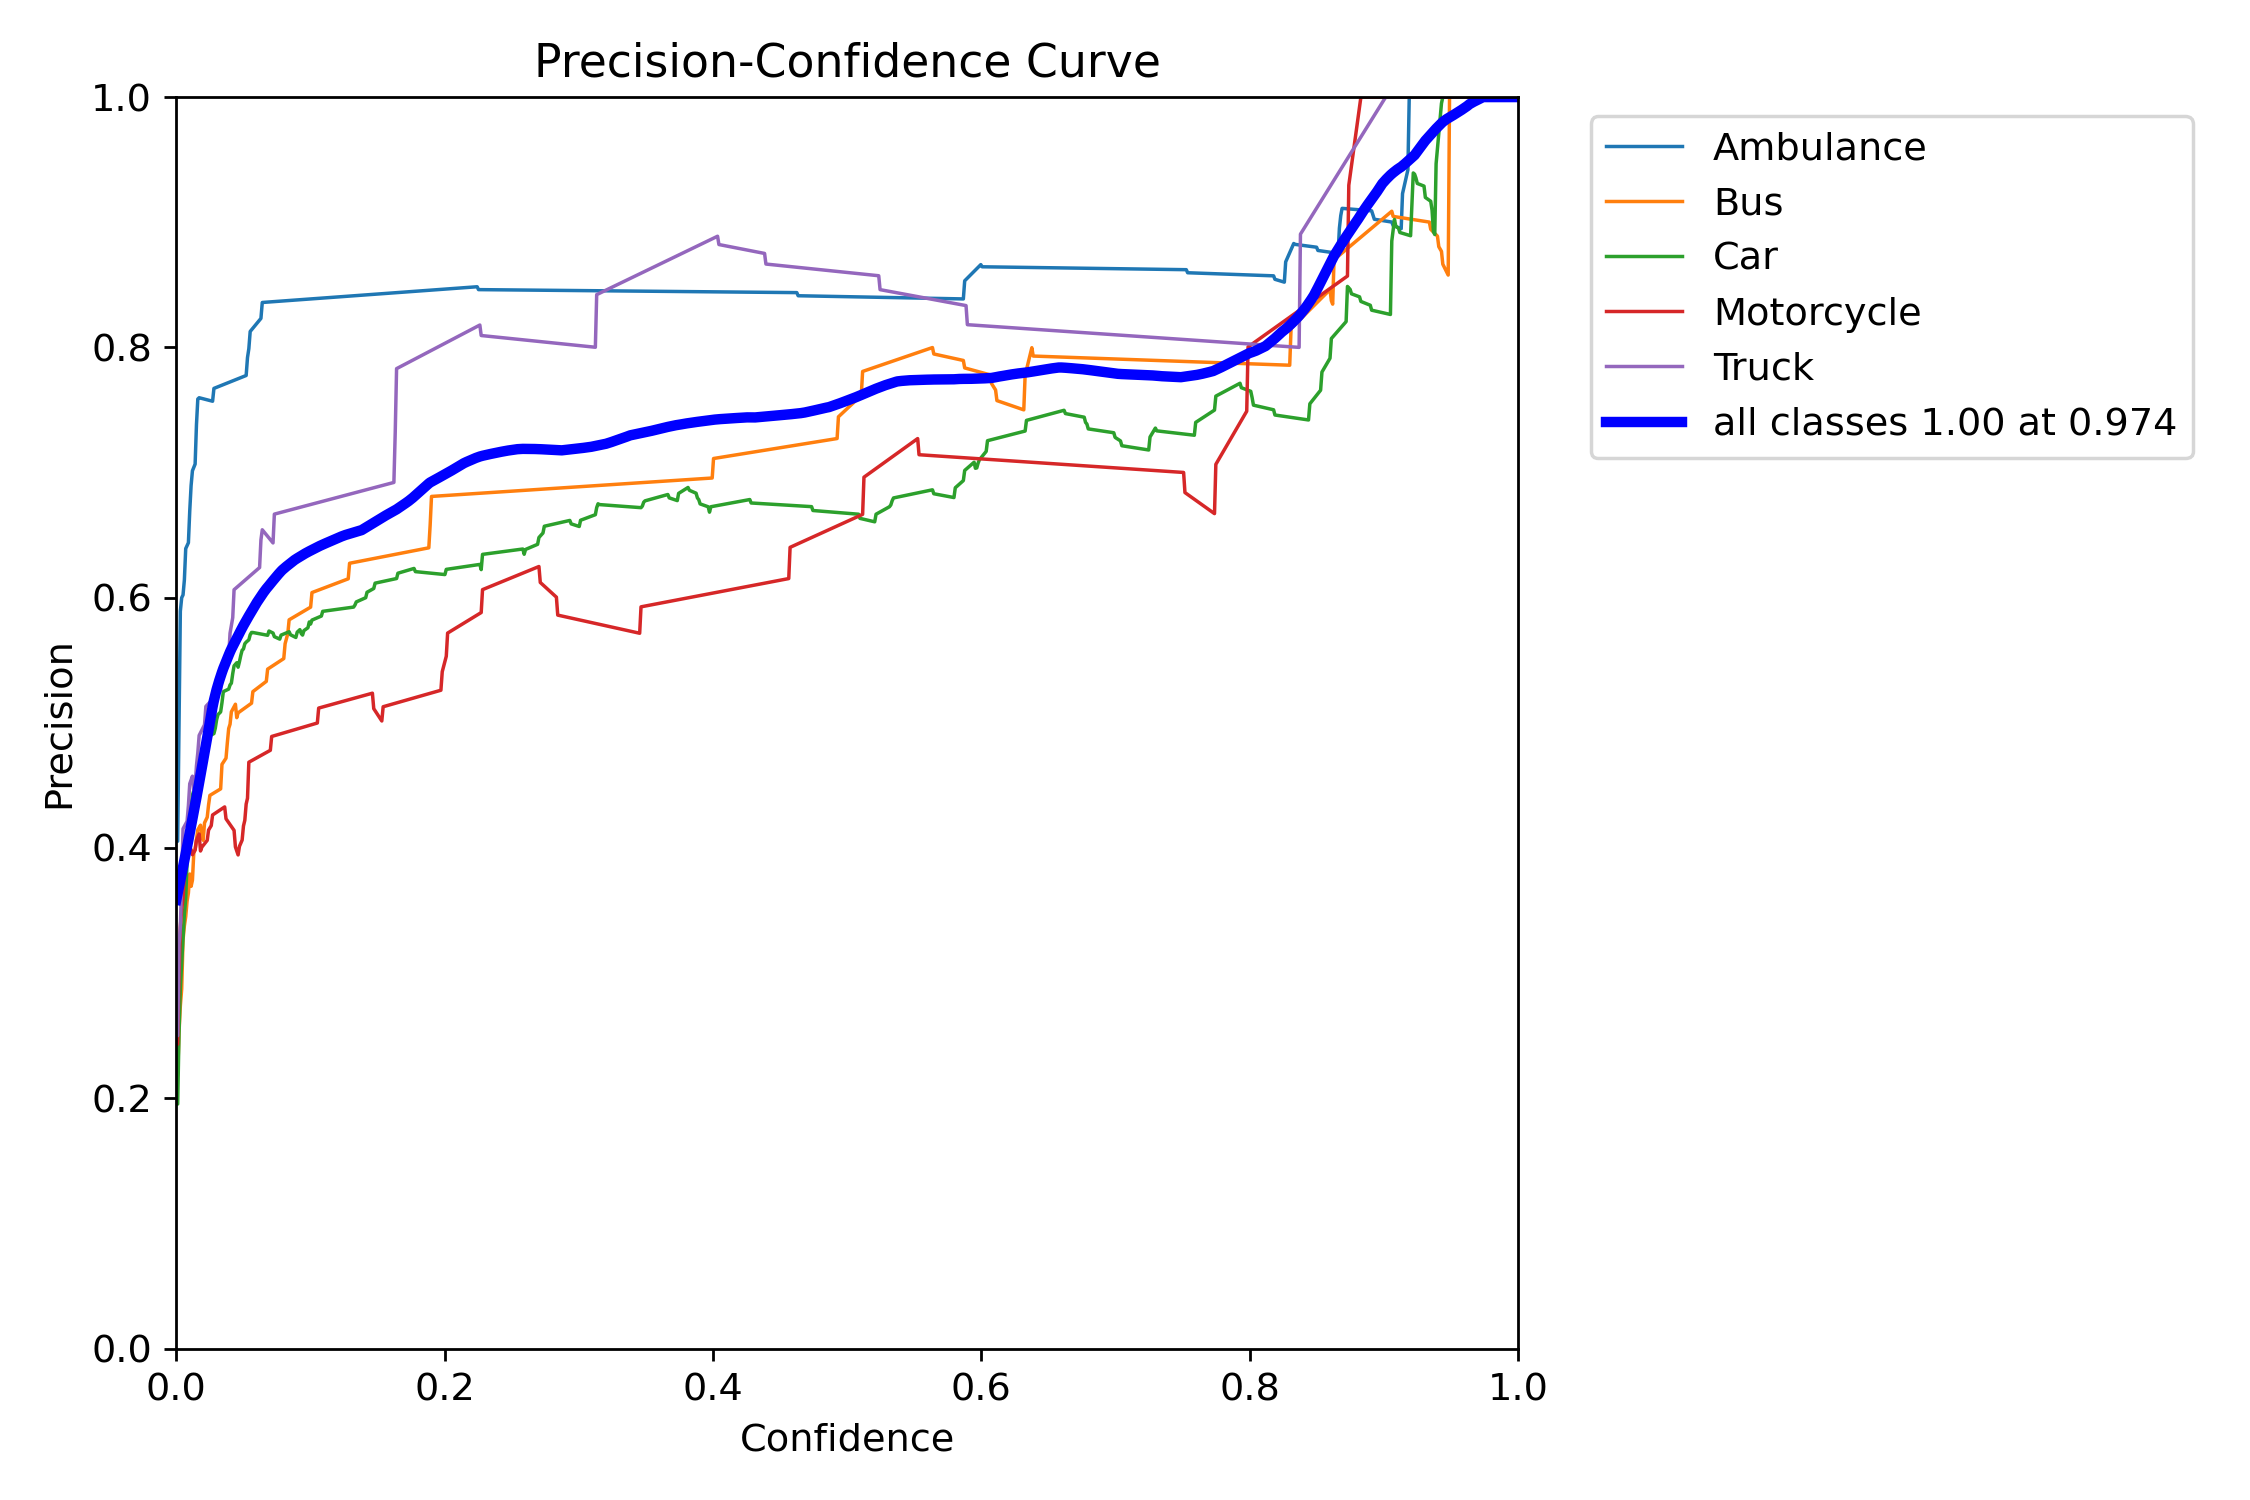 Precision-Confidence Curve
1.0
0.8
0.6
0.4
0.2
0.0
Precision
0.0 0.2 0.4 0.6 0.8 1.0
Confidence
Ambulance
Bus
Car
Motorcycle
Truck
all classes 1.00 at 0.974